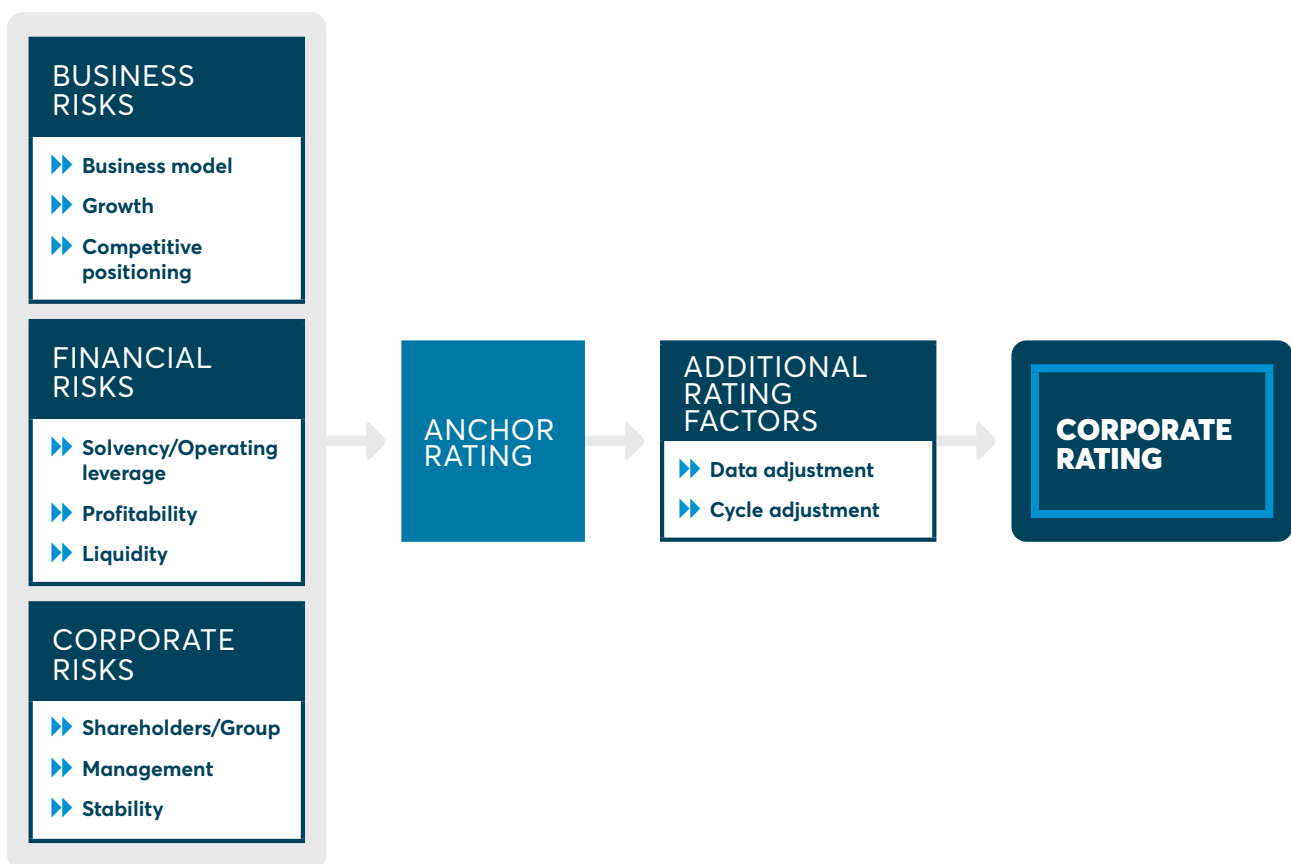 BUSINESS
RISKS
Business model
Growth
Competitive
positioning
FINANCIAL
RISKS
Solvency/Operating
leverage
Profitability
Liquidity
CORPORATE
RISKS
Shareholders/Group
Management
Stability
ANCHOR
RATING
ADDITIONAL
RATING
FACTORS
Data adjustment
Cycle adjustment
CORPORATE
RATING